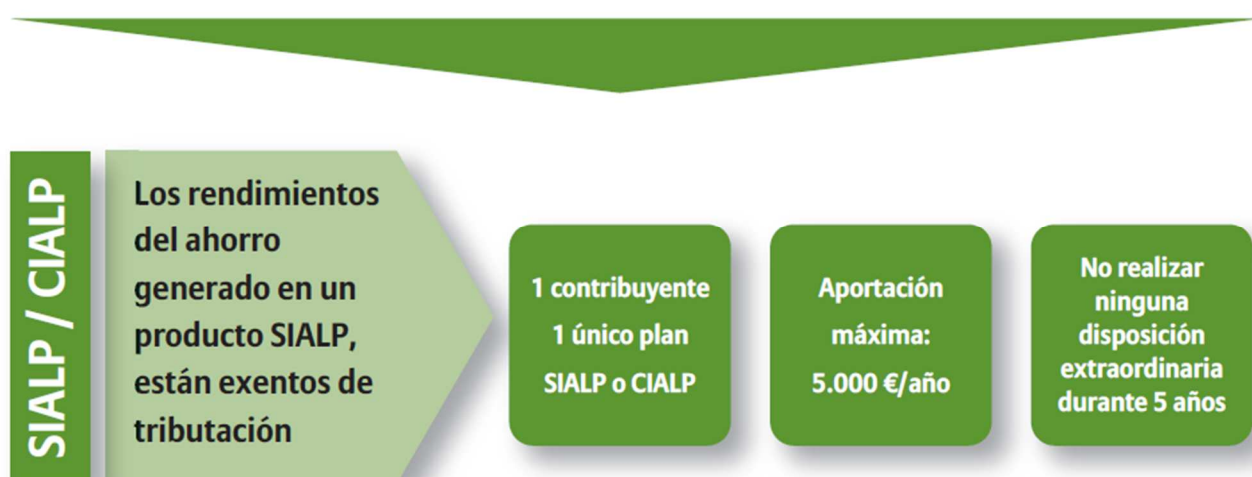 SIALP / CIALP
Los rendimientos
del ahorro
generado en un
producto SIALP,
están exentos de
tributación
1 contribuyente
1 único plan
SIALP o CIALP
Aportación
máxima:
5.000 €/año
No realizar
ninguna
disposición
extraordinaria
durante 5 años